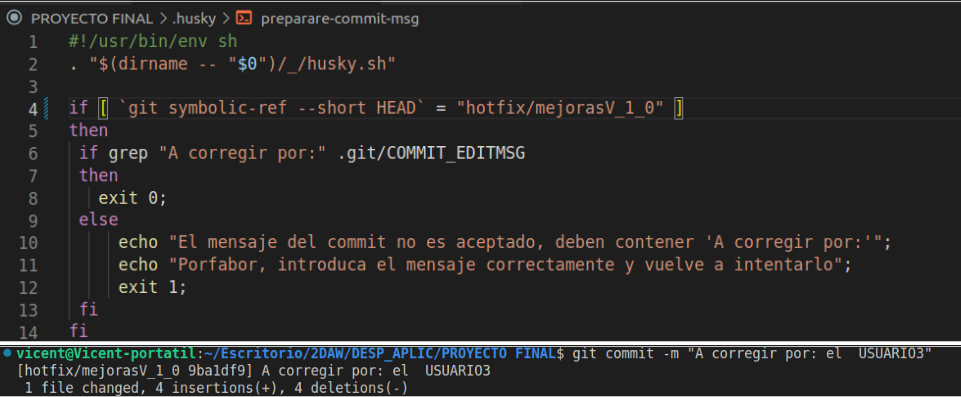 PROYECTO FINAL > .husky > preparare-commit-msg
1 #!/usr/bin/env sh
2 . "$(dirname -- "$0")/_/husky.sh"
3
4 if [ `git symbolic-ref --short HEAD` = "hotfix/mejorasV_1_0" ]
5 then
6 if grep "A corregir por:" .git/COMMIT_EDITMSG
7 then
8 exit 0;
9 else
10 echo "El mensaje del commit no es aceptado, deben contener 'A corregir por:'";
11 echo "Porfabor, introduca el mensaje correctamente y vuelve a intentarlo";
12 exit 1;
13 fi
14 fi
vicent@Vicent-portatil:~/Escritorio/2DAW/DESP_APLIC/PROYECTO FINAL$ git commit -m "A corregir por: el  USUARIO3"
[hotfix/mejorasV_1_0 9ba1df9] A corregir por: el  USUARIO3
1 file changed, 4 insertions(+), 4 deletions(-)